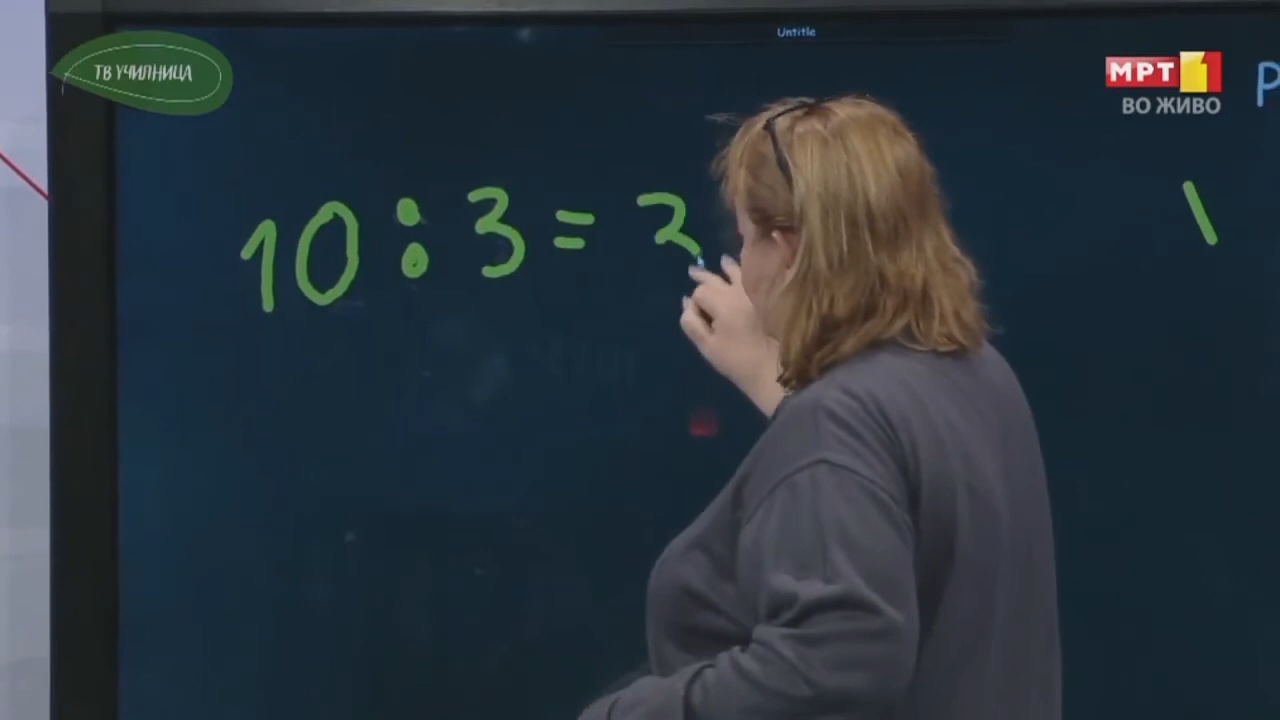 Untitle
ТВ УЧИЛНИЦА
МРТ 1
ВО ЖИВО
10 : 3 = 3